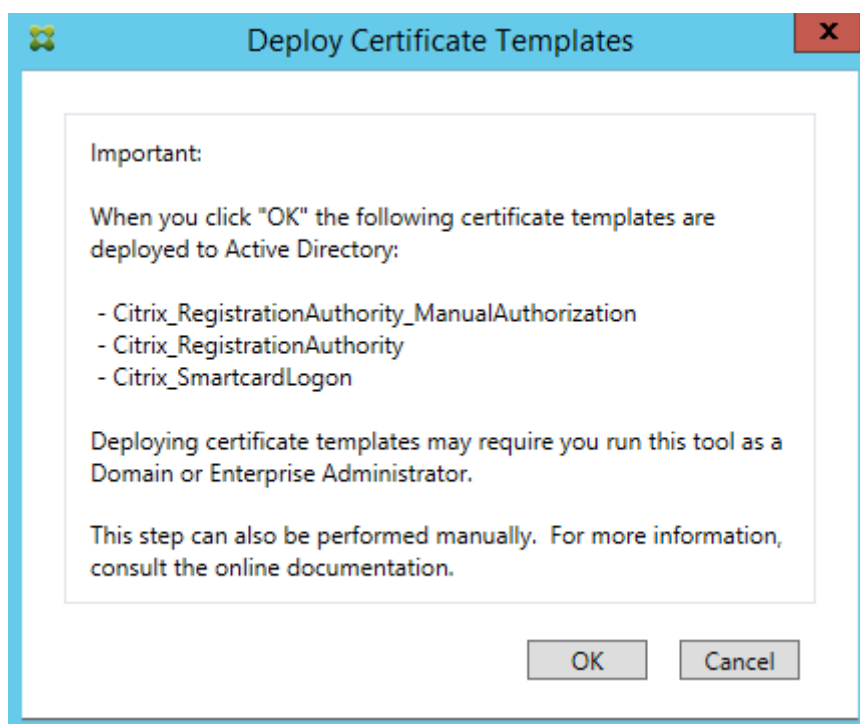 Deploy Certificate Templates
x
Important:
When you click "OK" the following certificate templates are
deployed to Active Directory:
- Citrix_RegistrationAuthority_ManualAuthorization
- Citrix_RegistrationAuthority
- Citrix_SmartcardLogon
Deploying certificate templates may require you run this tool as a
Domain or Enterprise Administrator.
This step can also be performed manually.  For more information,
consult the online documentation.
OK
Cancel